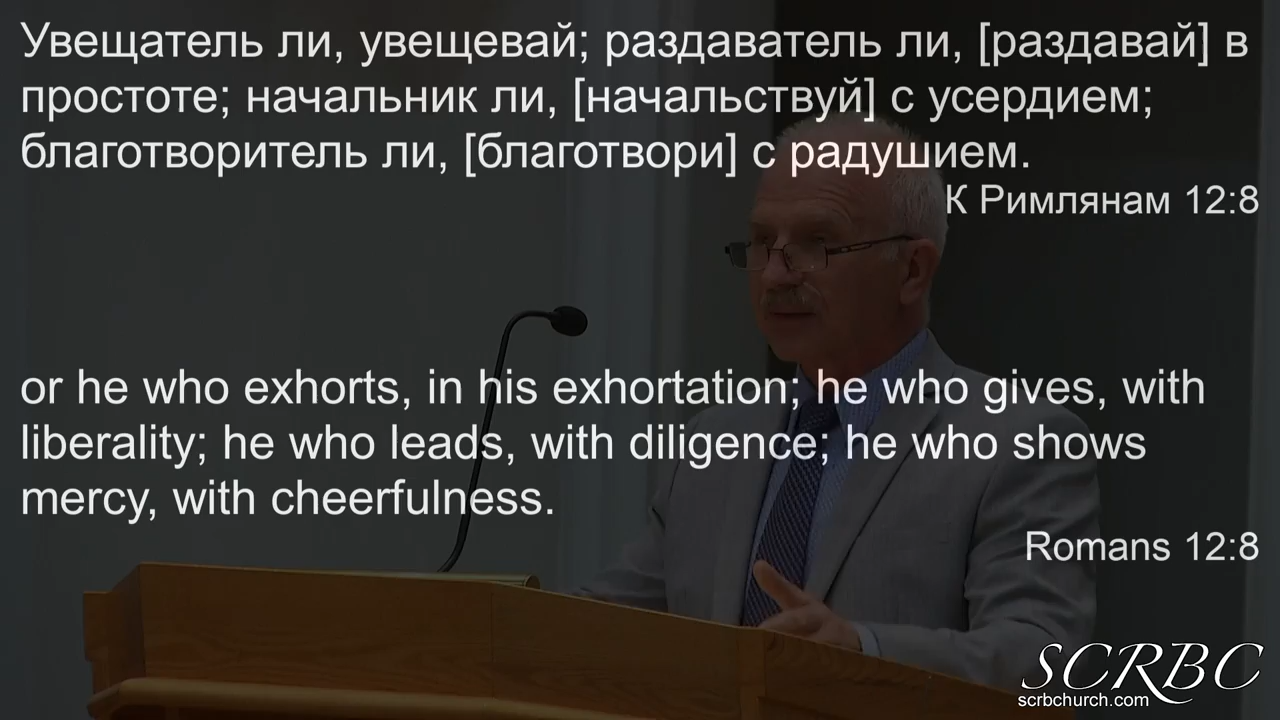 Увещатель ли, увещевай; раздаватель ли, [раздавай] в
простоте; начальник ли, [начальствуй] с усердием;
благотворитель ли, [благотвори] с радушием.
К Римлянам 12:8
or he who exhorts, in his exhortation; he who gives, with
liberality; he who leads, with diligence; he who shows
mercy, with cheerfulness.
Romans 12:8
SCRBC
scrbchurch.com